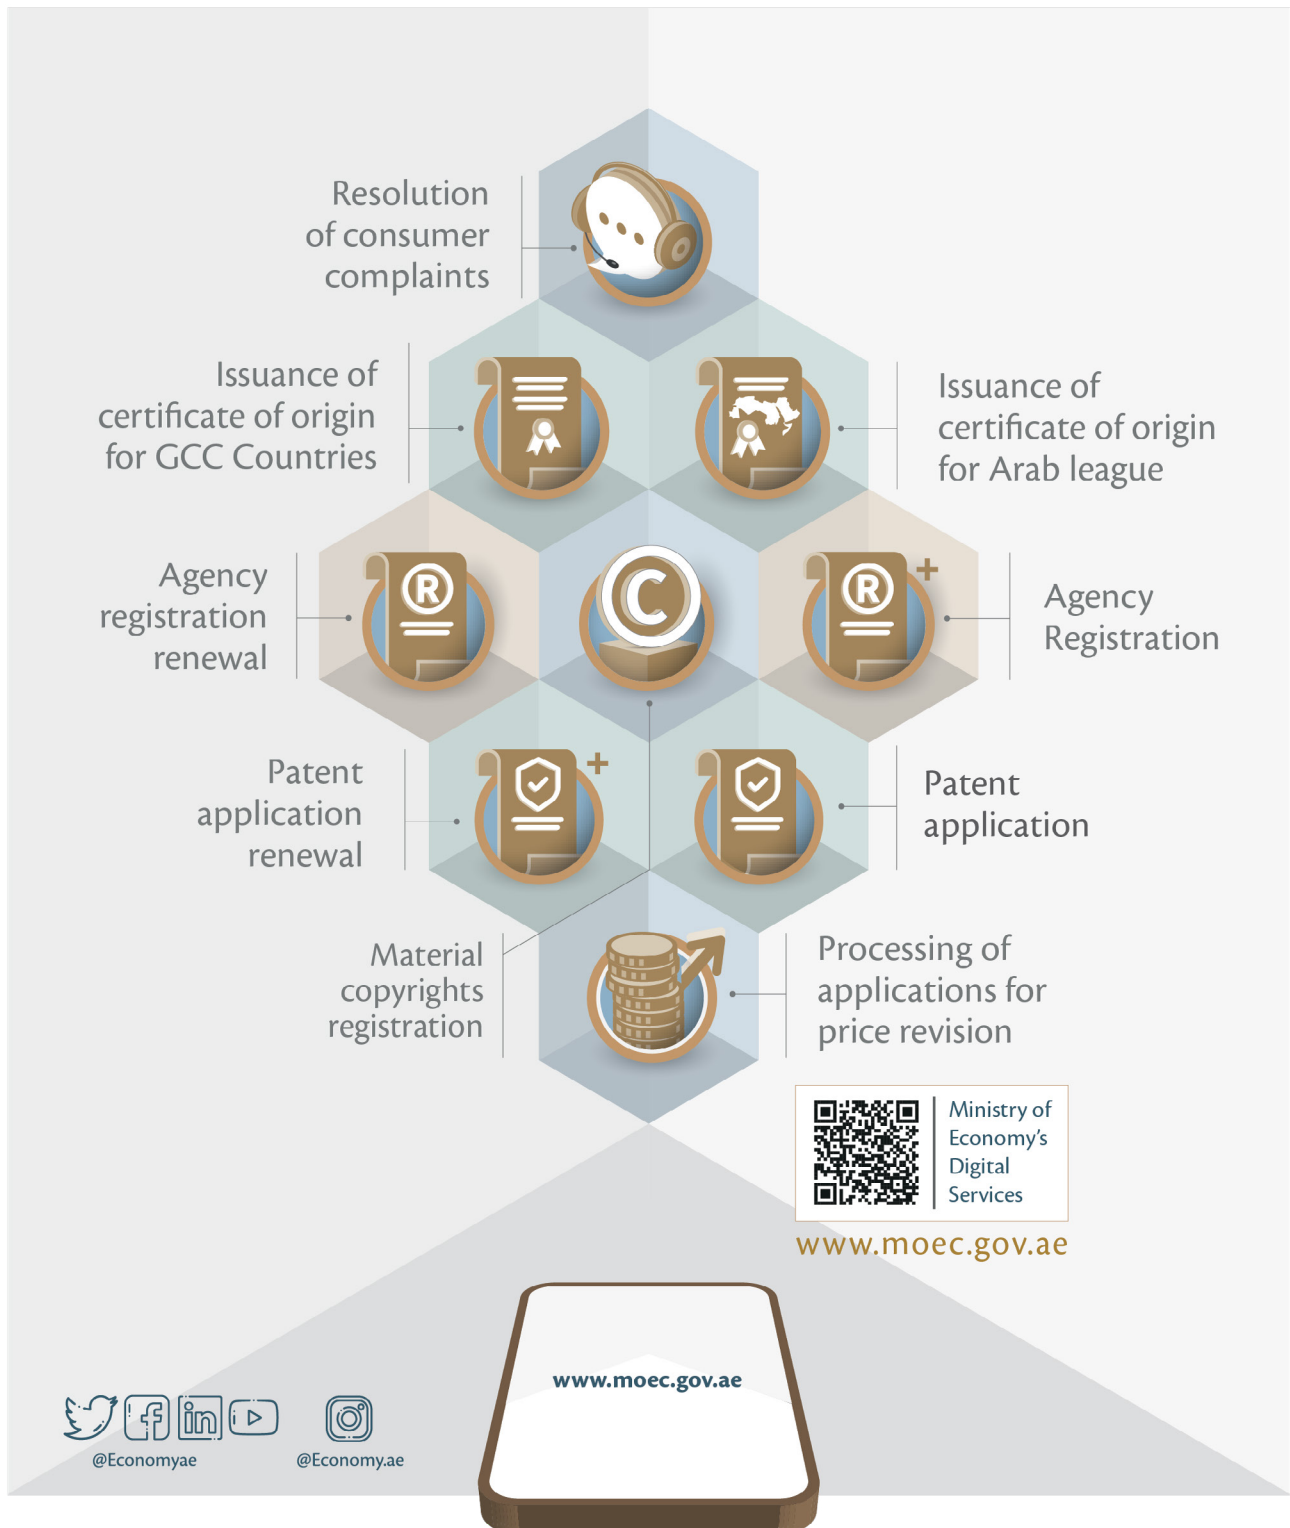 Resolution
of consumer
complaints
Issuance of
certificate of origin
for GCC Countries
Issuance of
certificate of origin
for Arab league
Agency
registration
renewal
R
C
R
+
Agency
Registration
Patent
application
renewal
+
Patent
application
Material
copyrights
registration
Processing of
applications for
price revision
Ministry of
Economy's
Digital
Services
www.moec.gov.ae
www.moec.gov.ae
@Economyae
@Economy.ae